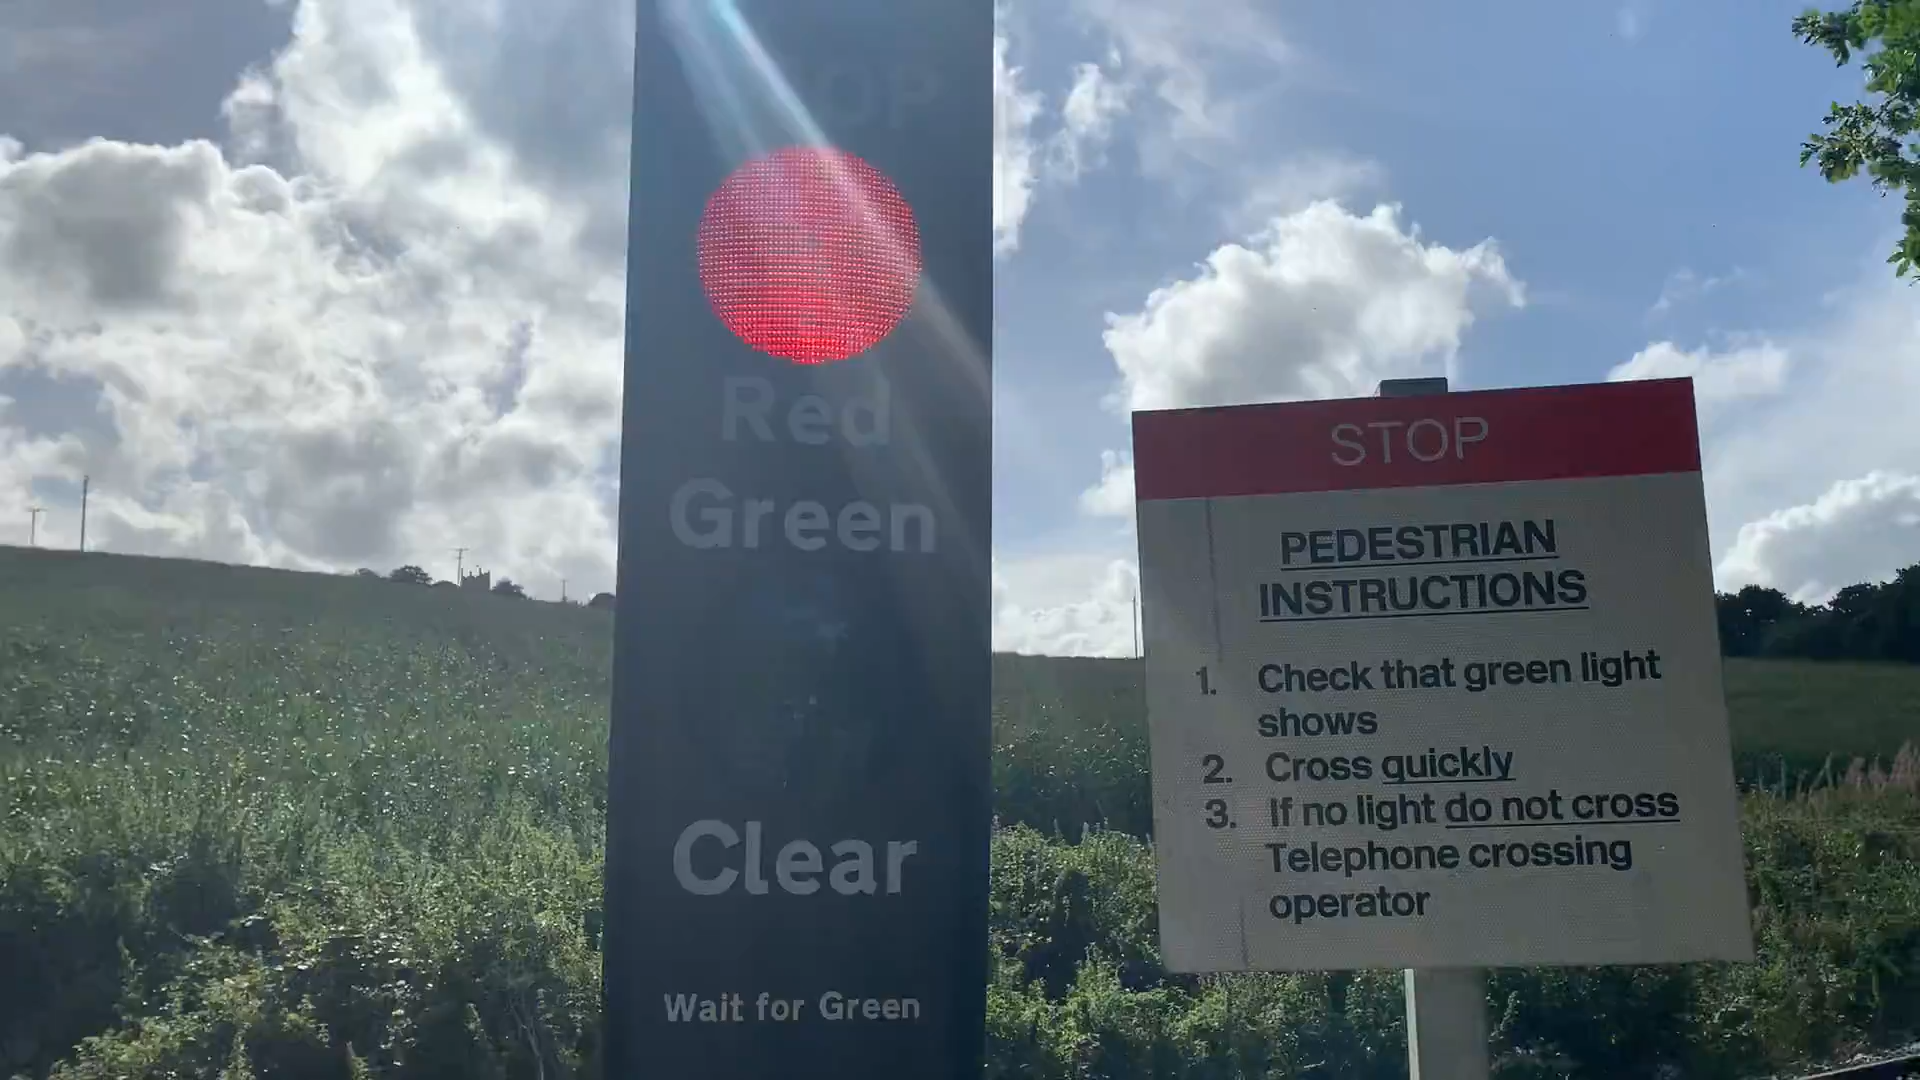 Red
Green
Clear
Wait for Green
STOP
PEDESTRIAN
INSTRUCTIONS
1. Check that green light
shows
2. Cross quickly
3. If no light do not cross
Telephone crossing
operator